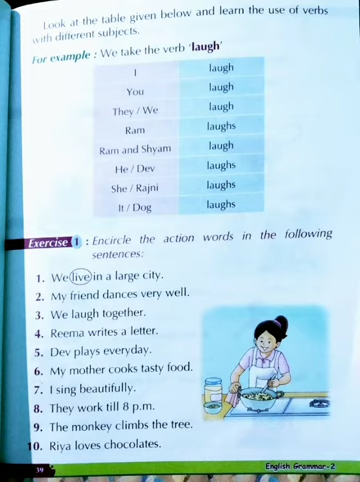 Look at the table given below and learn the use of verbs
with different subjects.
For example : We take the verb 'laugh'
I laugh
You laugh
They / We laugh
Ram laughs
Ram and Shyam laugh
He / Dev laughs
She / Rajni laughs
It / Dog laughs
Exercise 1 : Encircle the action words in the following
sentences:
1. We live in a large city.
2. My friend dances very well.
3. We laugh together.
4. Reema writes a letter.
5. Dev plays everyday.
6. My mother cooks tasty food.
7. I sing beautifully.
8. They work till 8 p.m.
9. The monkey climbs the tree.
10. Riya loves chocolates.
39 English Grammar-2